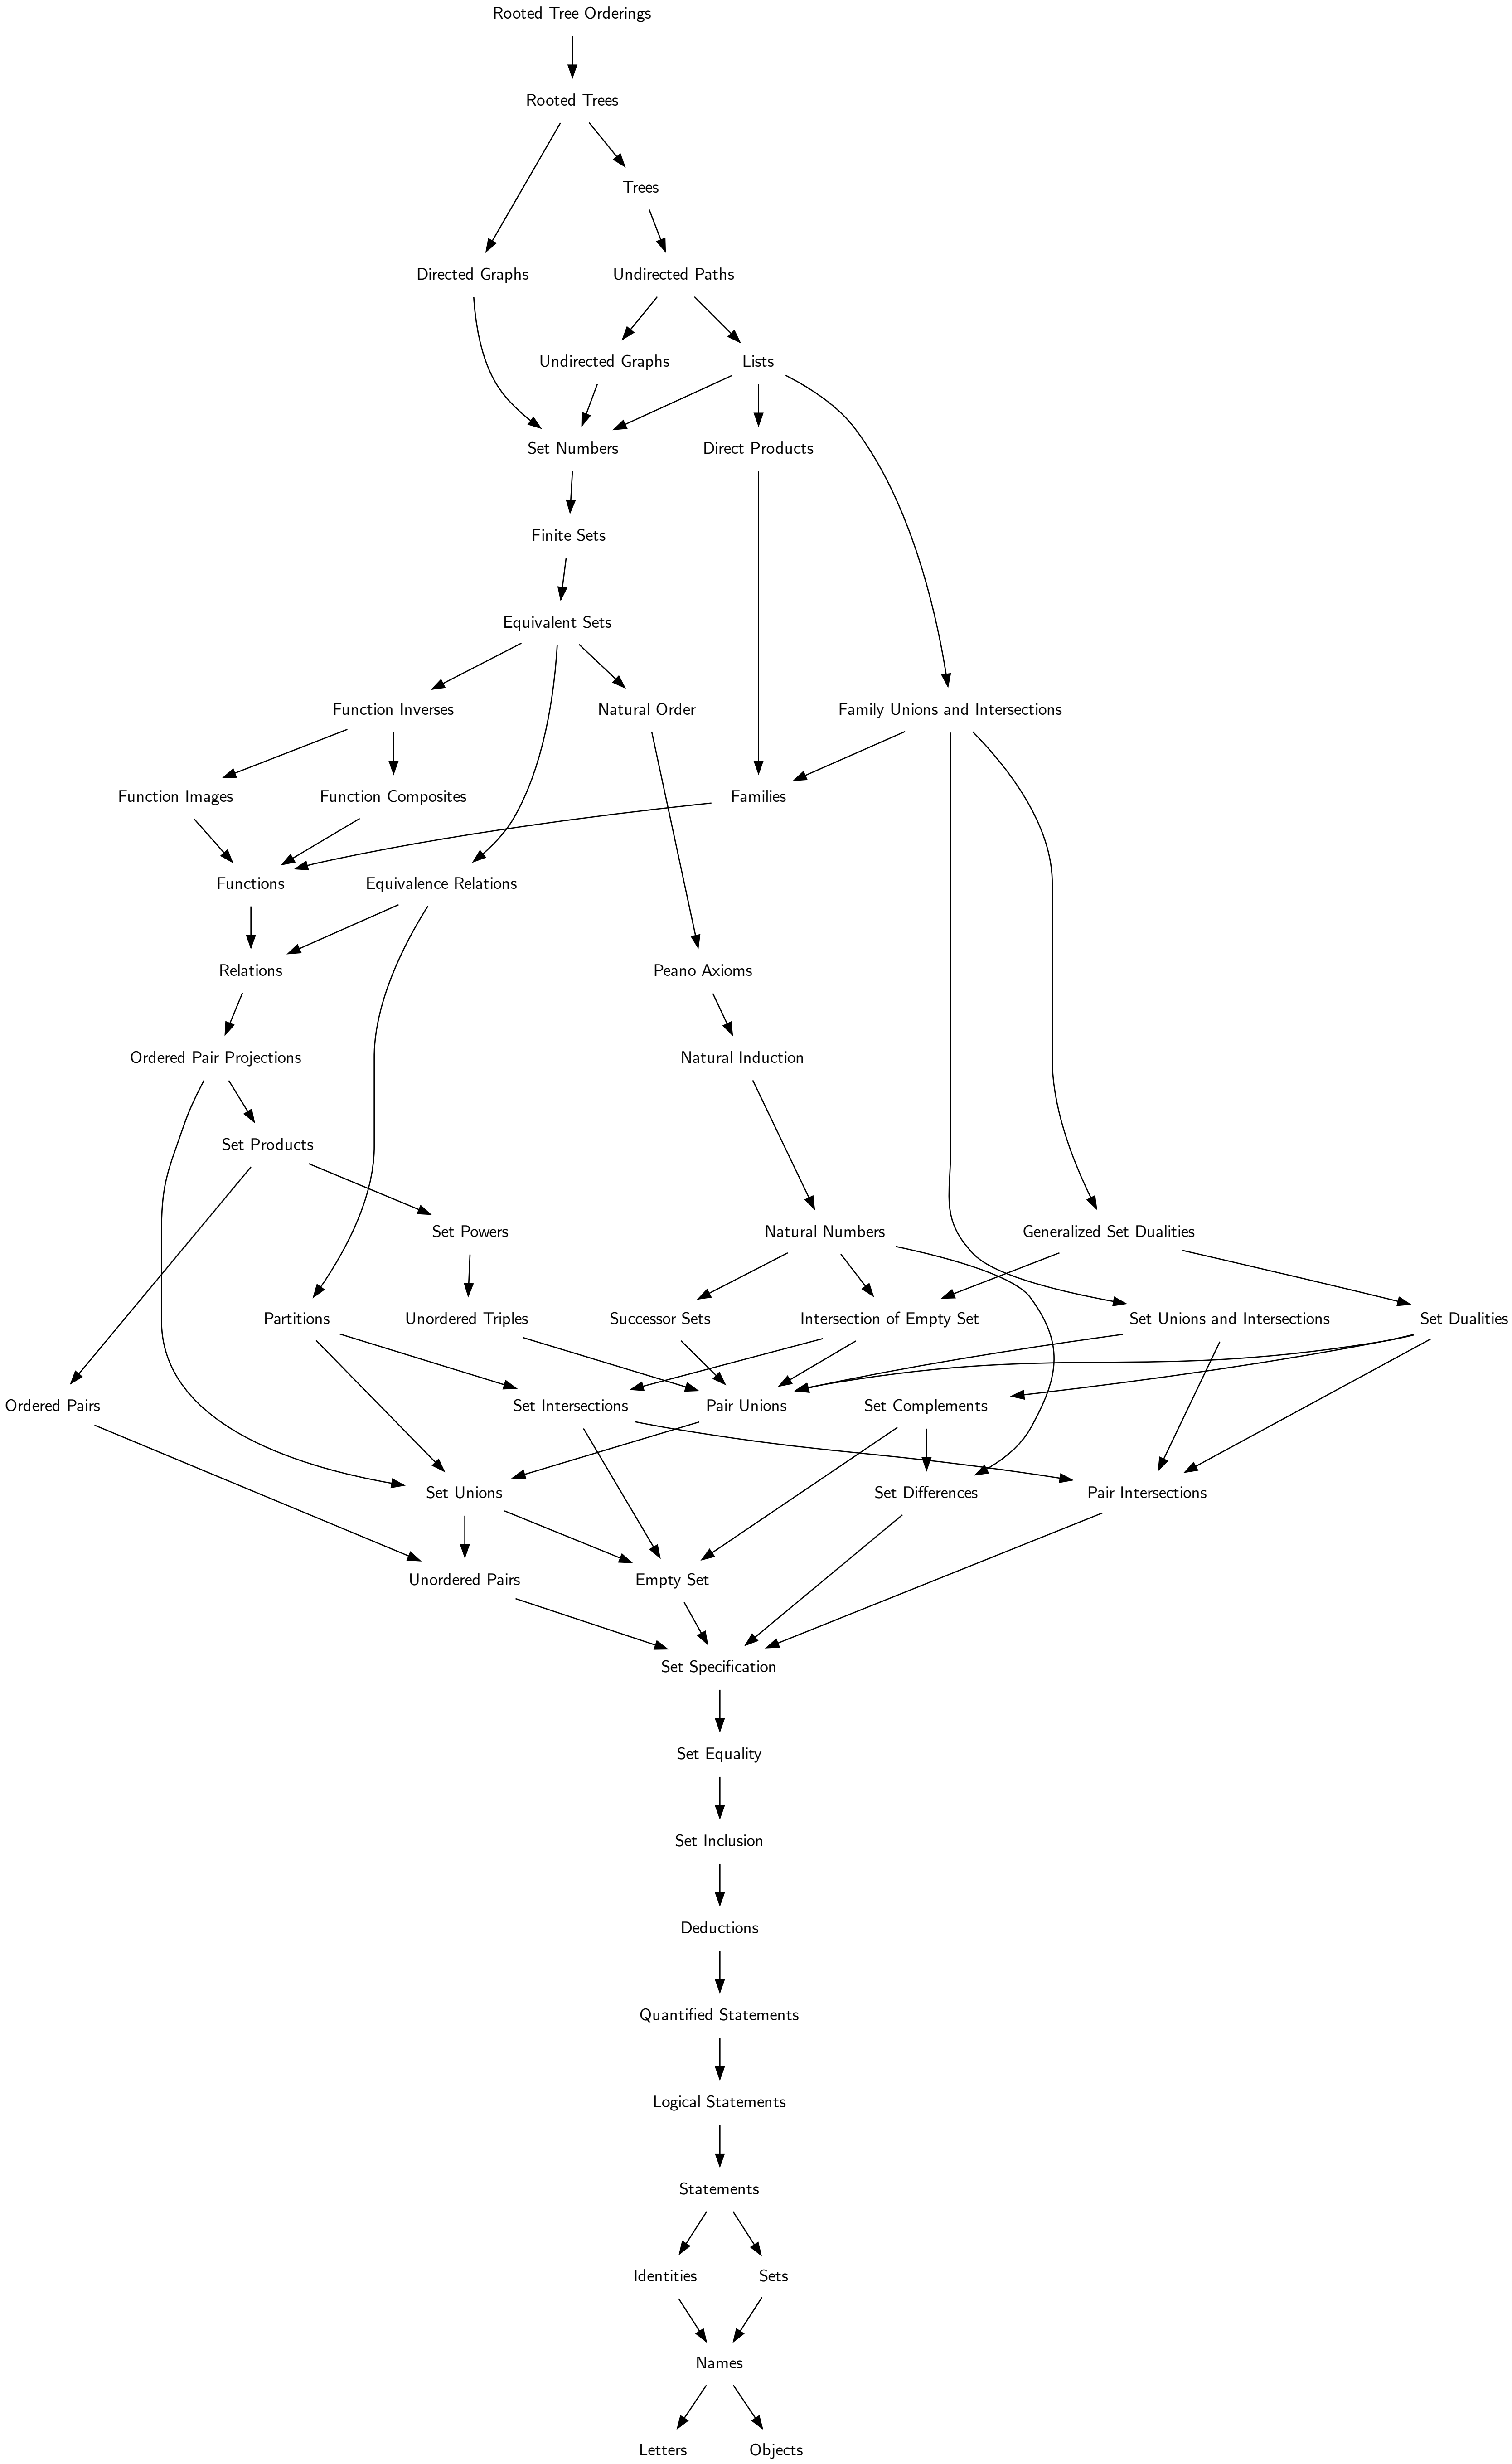 Rooted Tree Orderings
Rooted Trees
Trees
Directed Graphs
Undirected Paths
Undirected Graphs
Lists
Set Numbers
Direct Products
Finite Sets
Equivalent Sets
Function Inverses
Natural Order
Family Unions and Intersections
Function Images
Function Composites
Families
Functions
Equivalence Relations
Relations
Peano Axioms
Ordered Pair Projections
Natural Induction
Set Products
Set Powers
Natural Numbers
Generalized Set Dualities
Partitions
Unordered Triples
Successor Sets
Intersection of Empty Set
Set Unions and Intersections
Set Dualities
Ordered Pairs
Set Intersections
Pair Unions
Set Complements
Set Unions
Set Differences
Pair Intersections
Unordered Pairs
Empty Set
Set Specification
Set Equality
Set Inclusion
Deductions
Quantified Statements
Logical Statements
Statements
Identities
Sets
Names
Letters
Objects